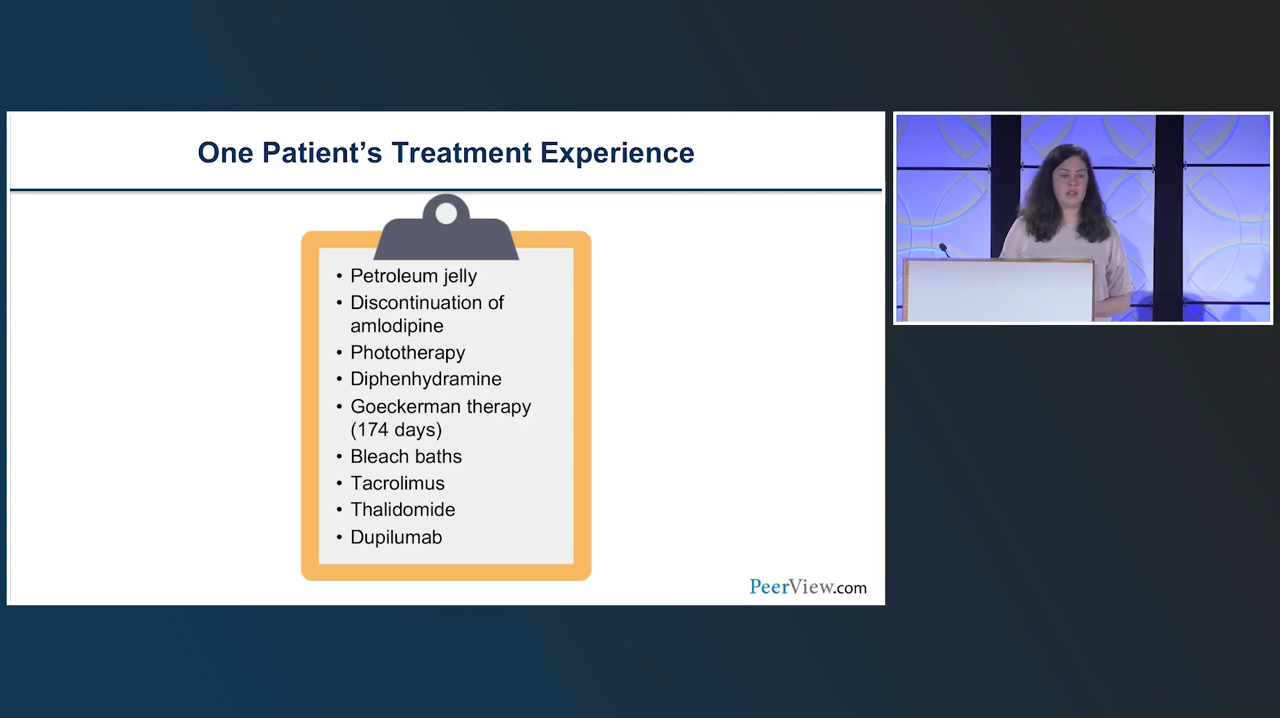 One Patient's Treatment Experience
• Petroleum jelly
• Discontinuation of
amlodipine
• Phototherapy
• Diphenhydramine
• Goeckerman therapy
(174 days)
• Bleach baths
• Tacrolimus
• Thalidomide
• Dupilumab
PeerView.com